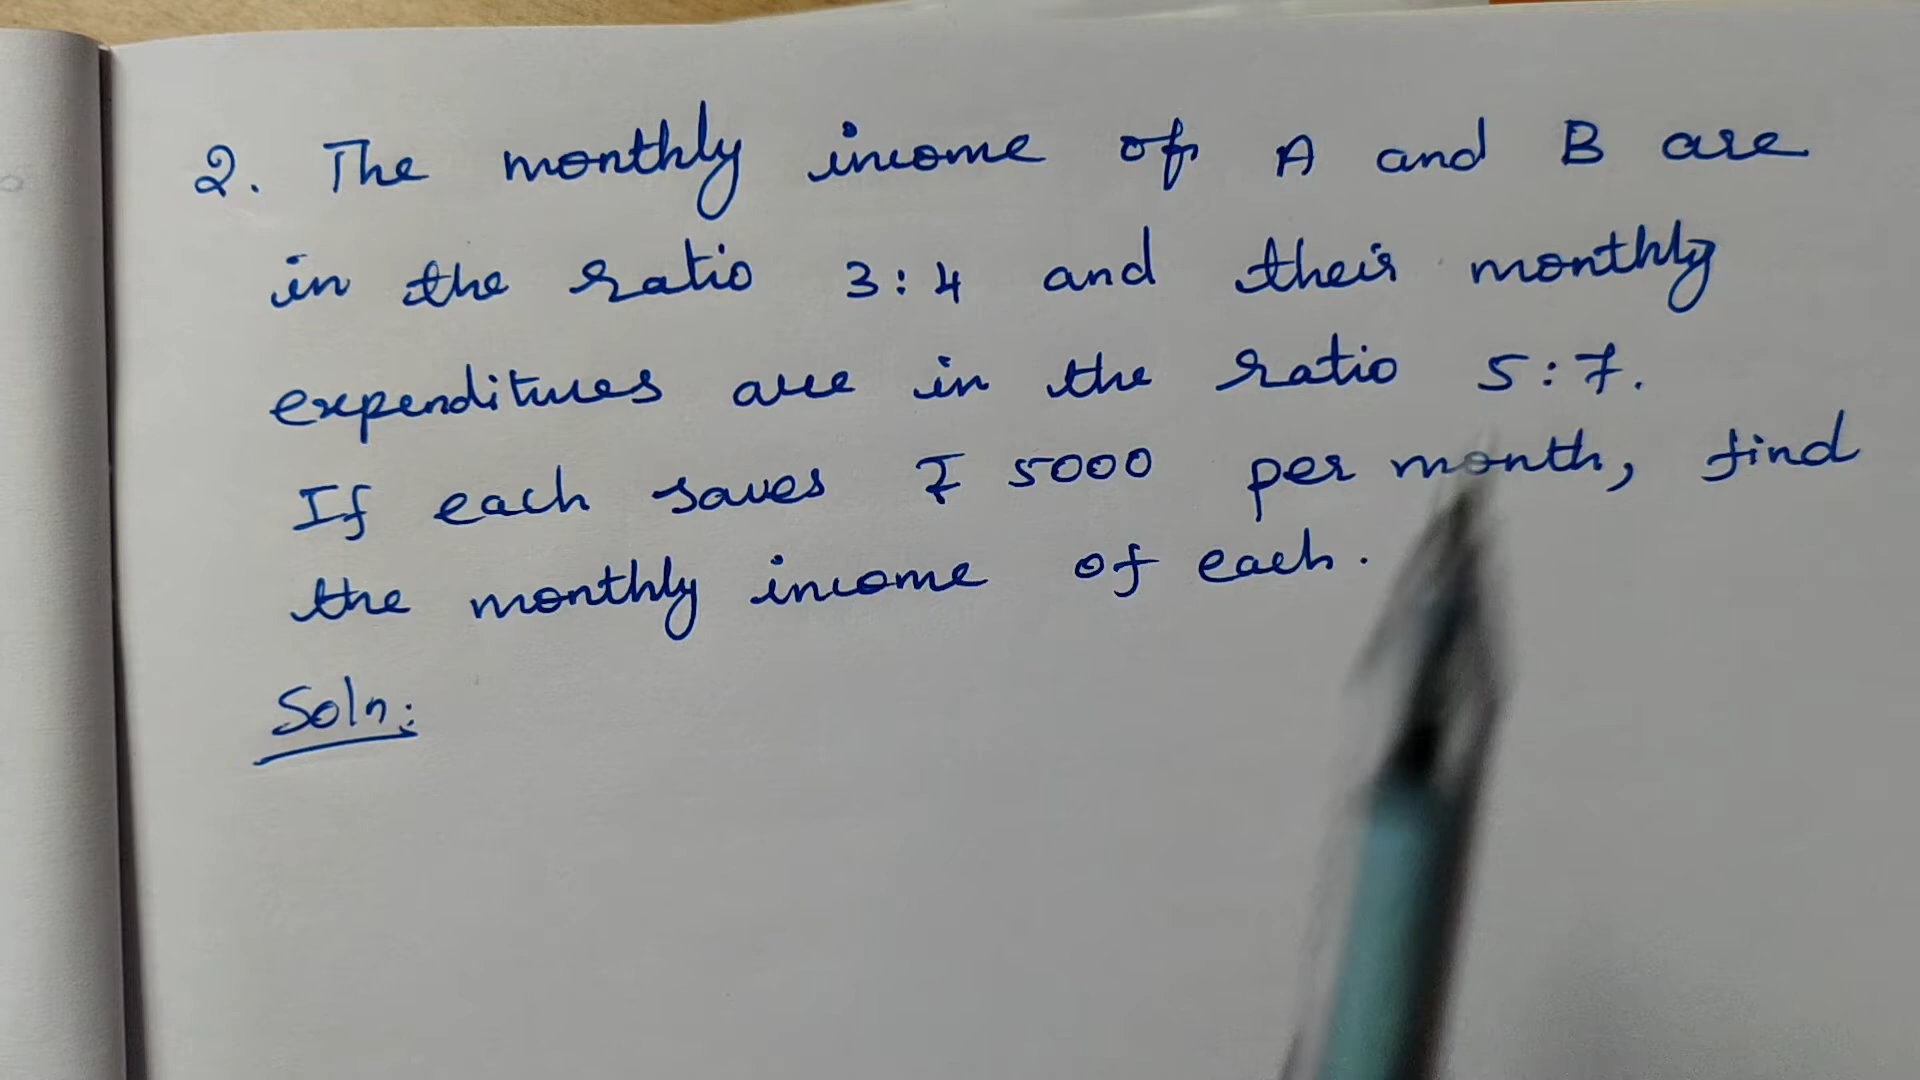 2. The monthly income of A and B are
in the ratio 3:4 and their monthly
expenditures are in the ratio 5:7.
If each saves ₹ 5000 per month, find
the monthly income of each.
Soln: